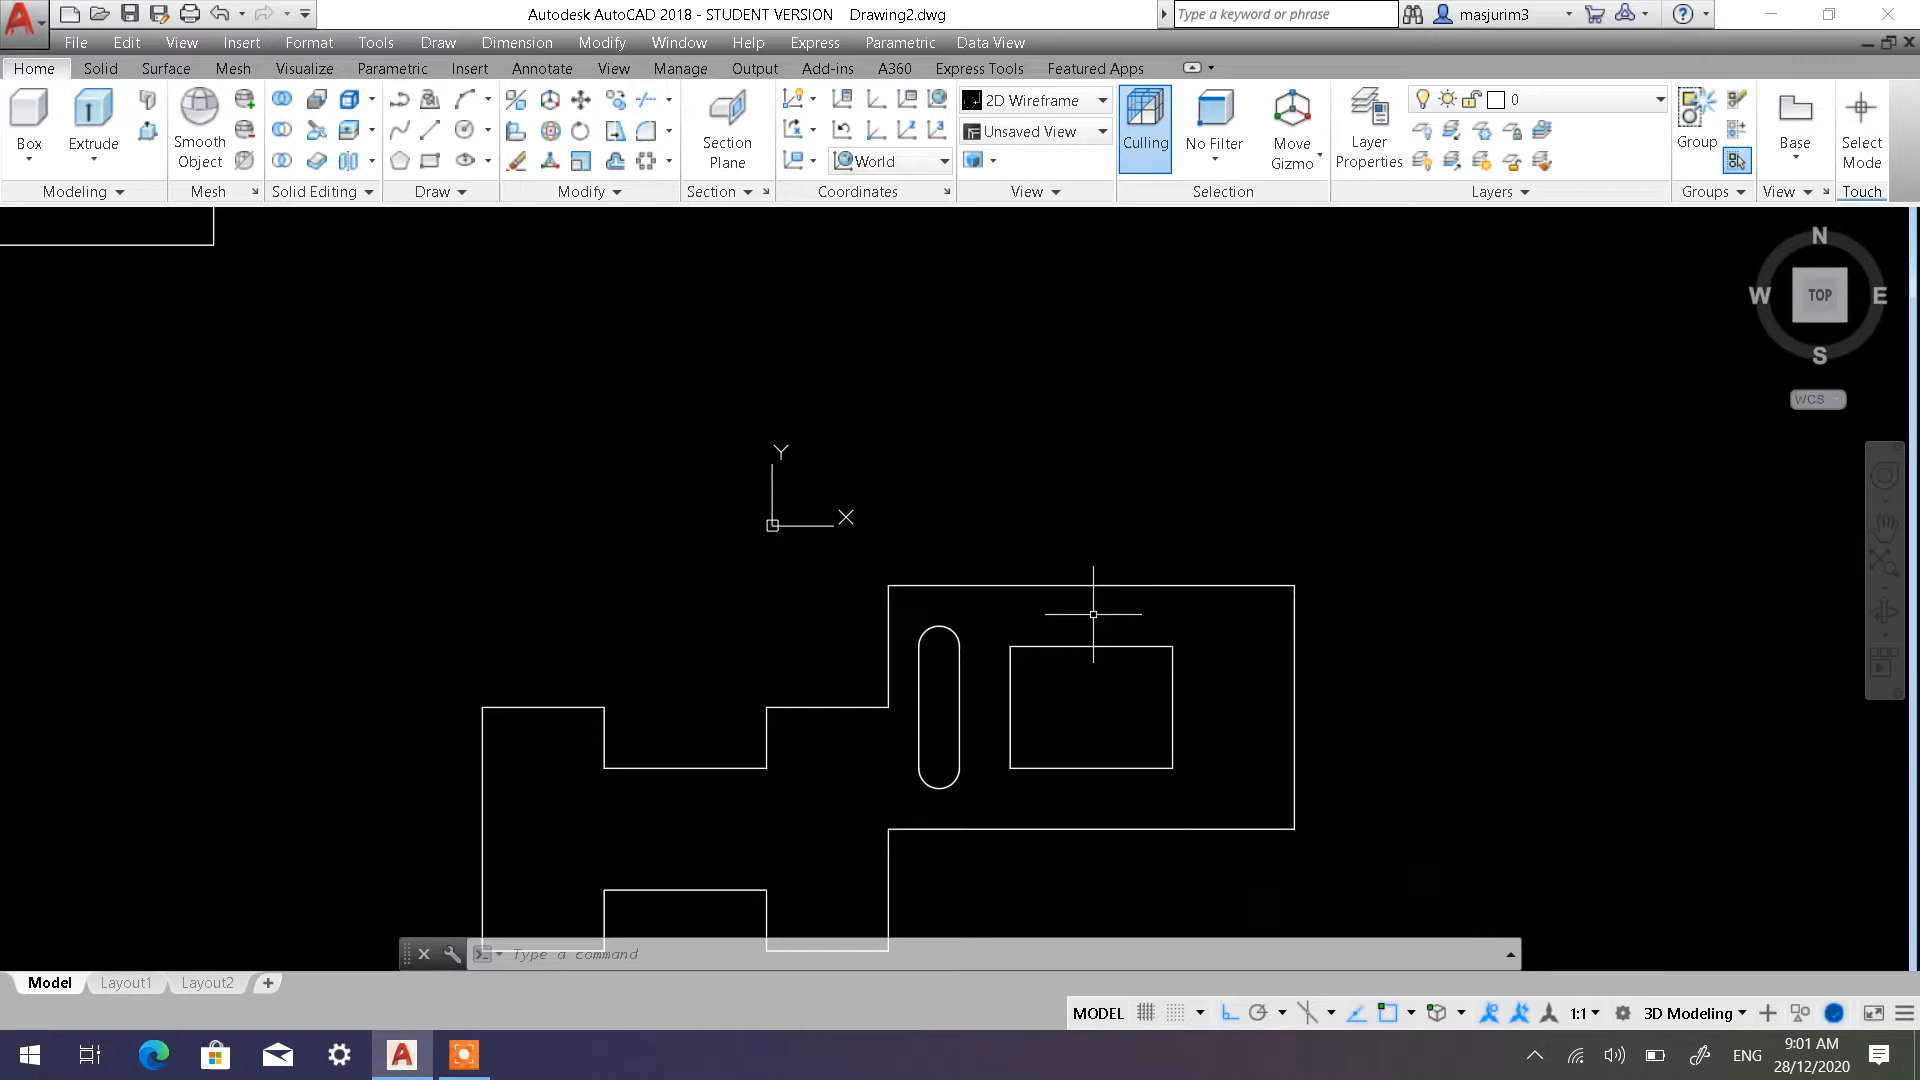 Autodesk AutoCAD 2018 - STUDENT VERSION Drawing2.dwg
Type a keyword or phrase
masjurim3
File Edit View Insert Format Tools Draw Dimension Modify Window Help Express Parametric Data View
Home Solid Surface Mesh Visualize Parametric Insert Annotate View Manage Output Add-ins A360 Express Tools Featured Apps
Box
Extrude
Smooth Object
Section Plane
World
2D Wireframe
Unsaved View
Culling
No Filter
Move Gizmo
Layer Properties
0
Group
Base
Select Mode
Modeling Mesh Solid Editing Draw Modify Section Coordinates View Selection Layers Groups View Touch
N
W TOP E
S
WCS
Y
X
Type a command
Model Layout1 Layout2
MODEL 1:1 3D Modeling
ENG
9:01 AM
28/12/2020